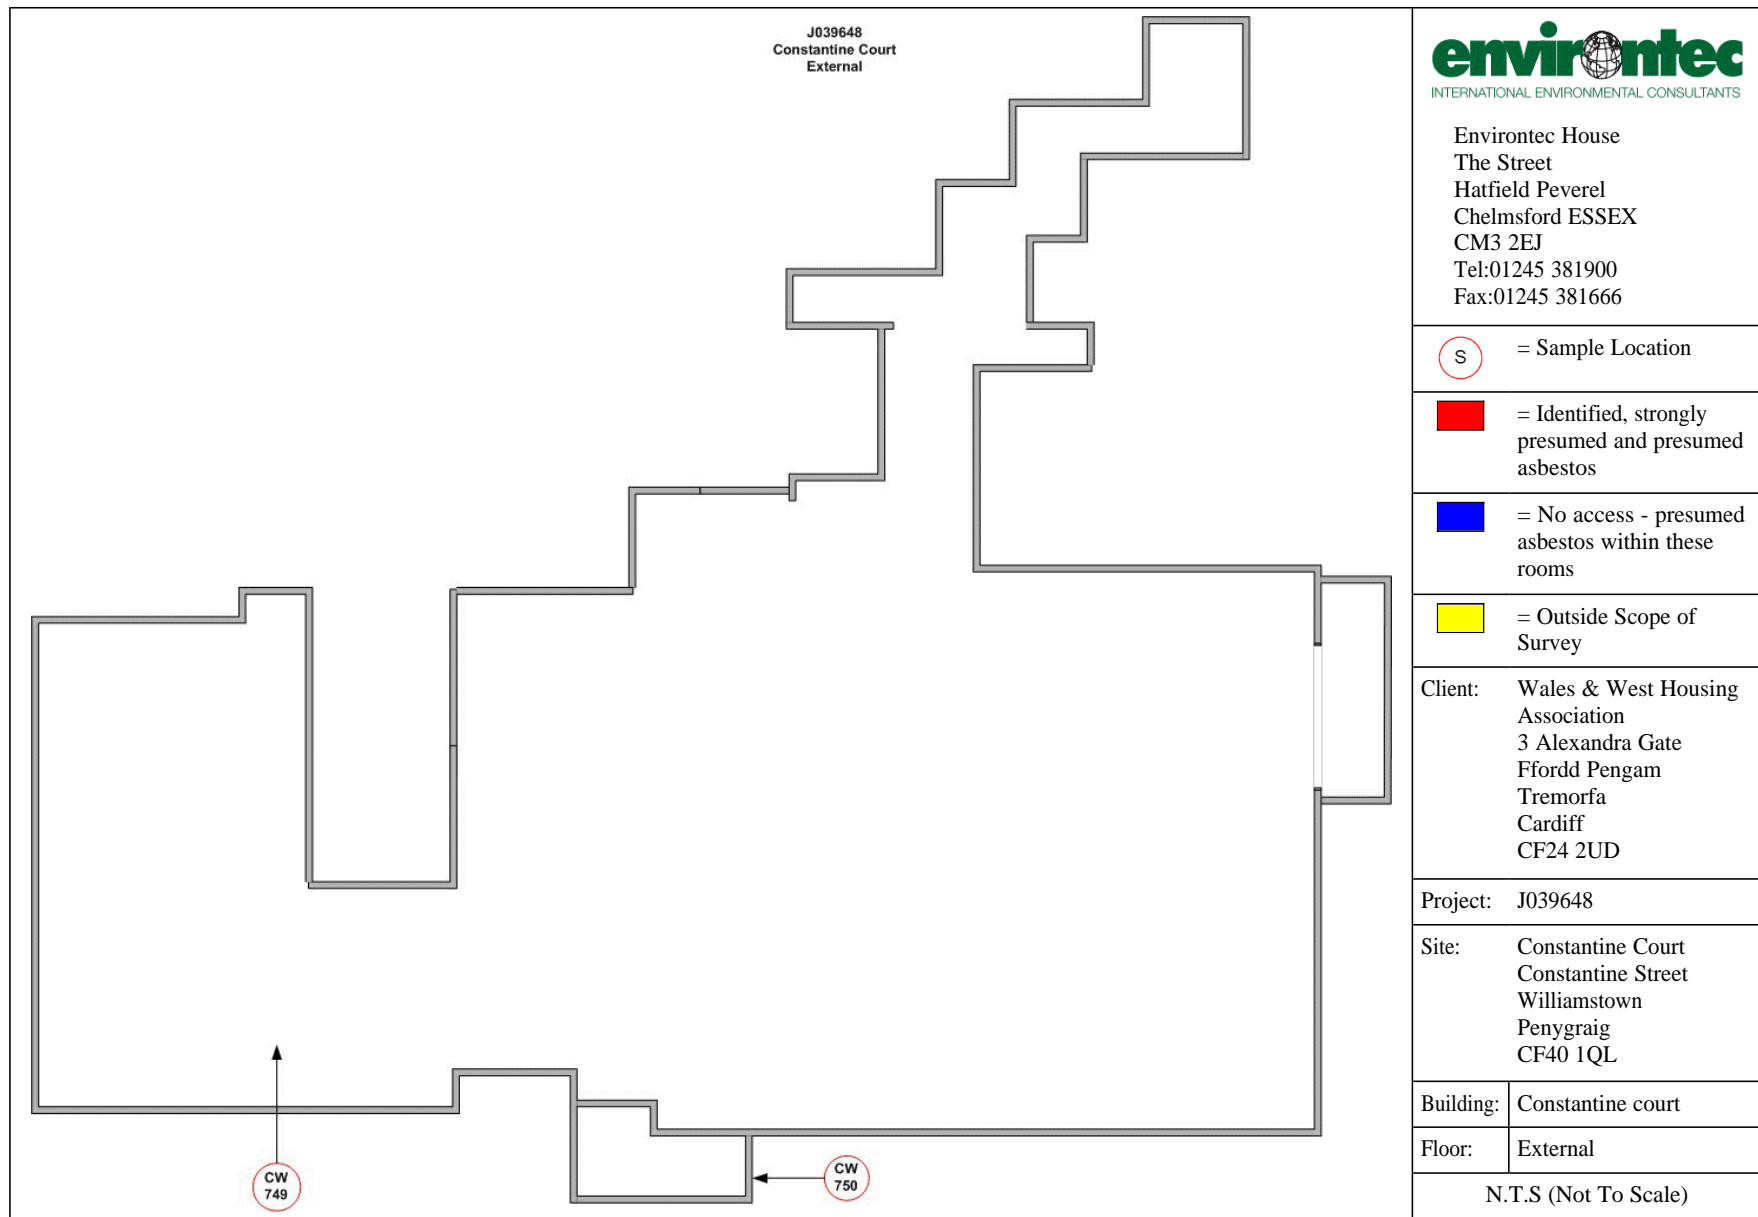 J039648
Constantine Court
External
CW
749
CW
750
environtec
INTERNATIONAL ENVIRONMENTAL CONSULTANTS
Environtec House
The Street
Hatfield Peverel
Chelmsford ESSEX
CM3 2EJ
Tel:01245 381900
Fax:01245 381666
S = Sample Location
= Identified, strongly
presumed and presumed
asbestos
= No access - presumed
asbestos within these
rooms
= Outside Scope of
Survey
Client: Wales & West Housing
Association
3 Alexandra Gate
Ffordd Pengam
Tremorfa
Cardiff
CF24 2UD
Project: J039648
Site: Constantine Court
Constantine Street
Williamstown
Penygraig
CF40 1QL
Building: Constantine court
Floor: External
N.T.S (Not To Scale)